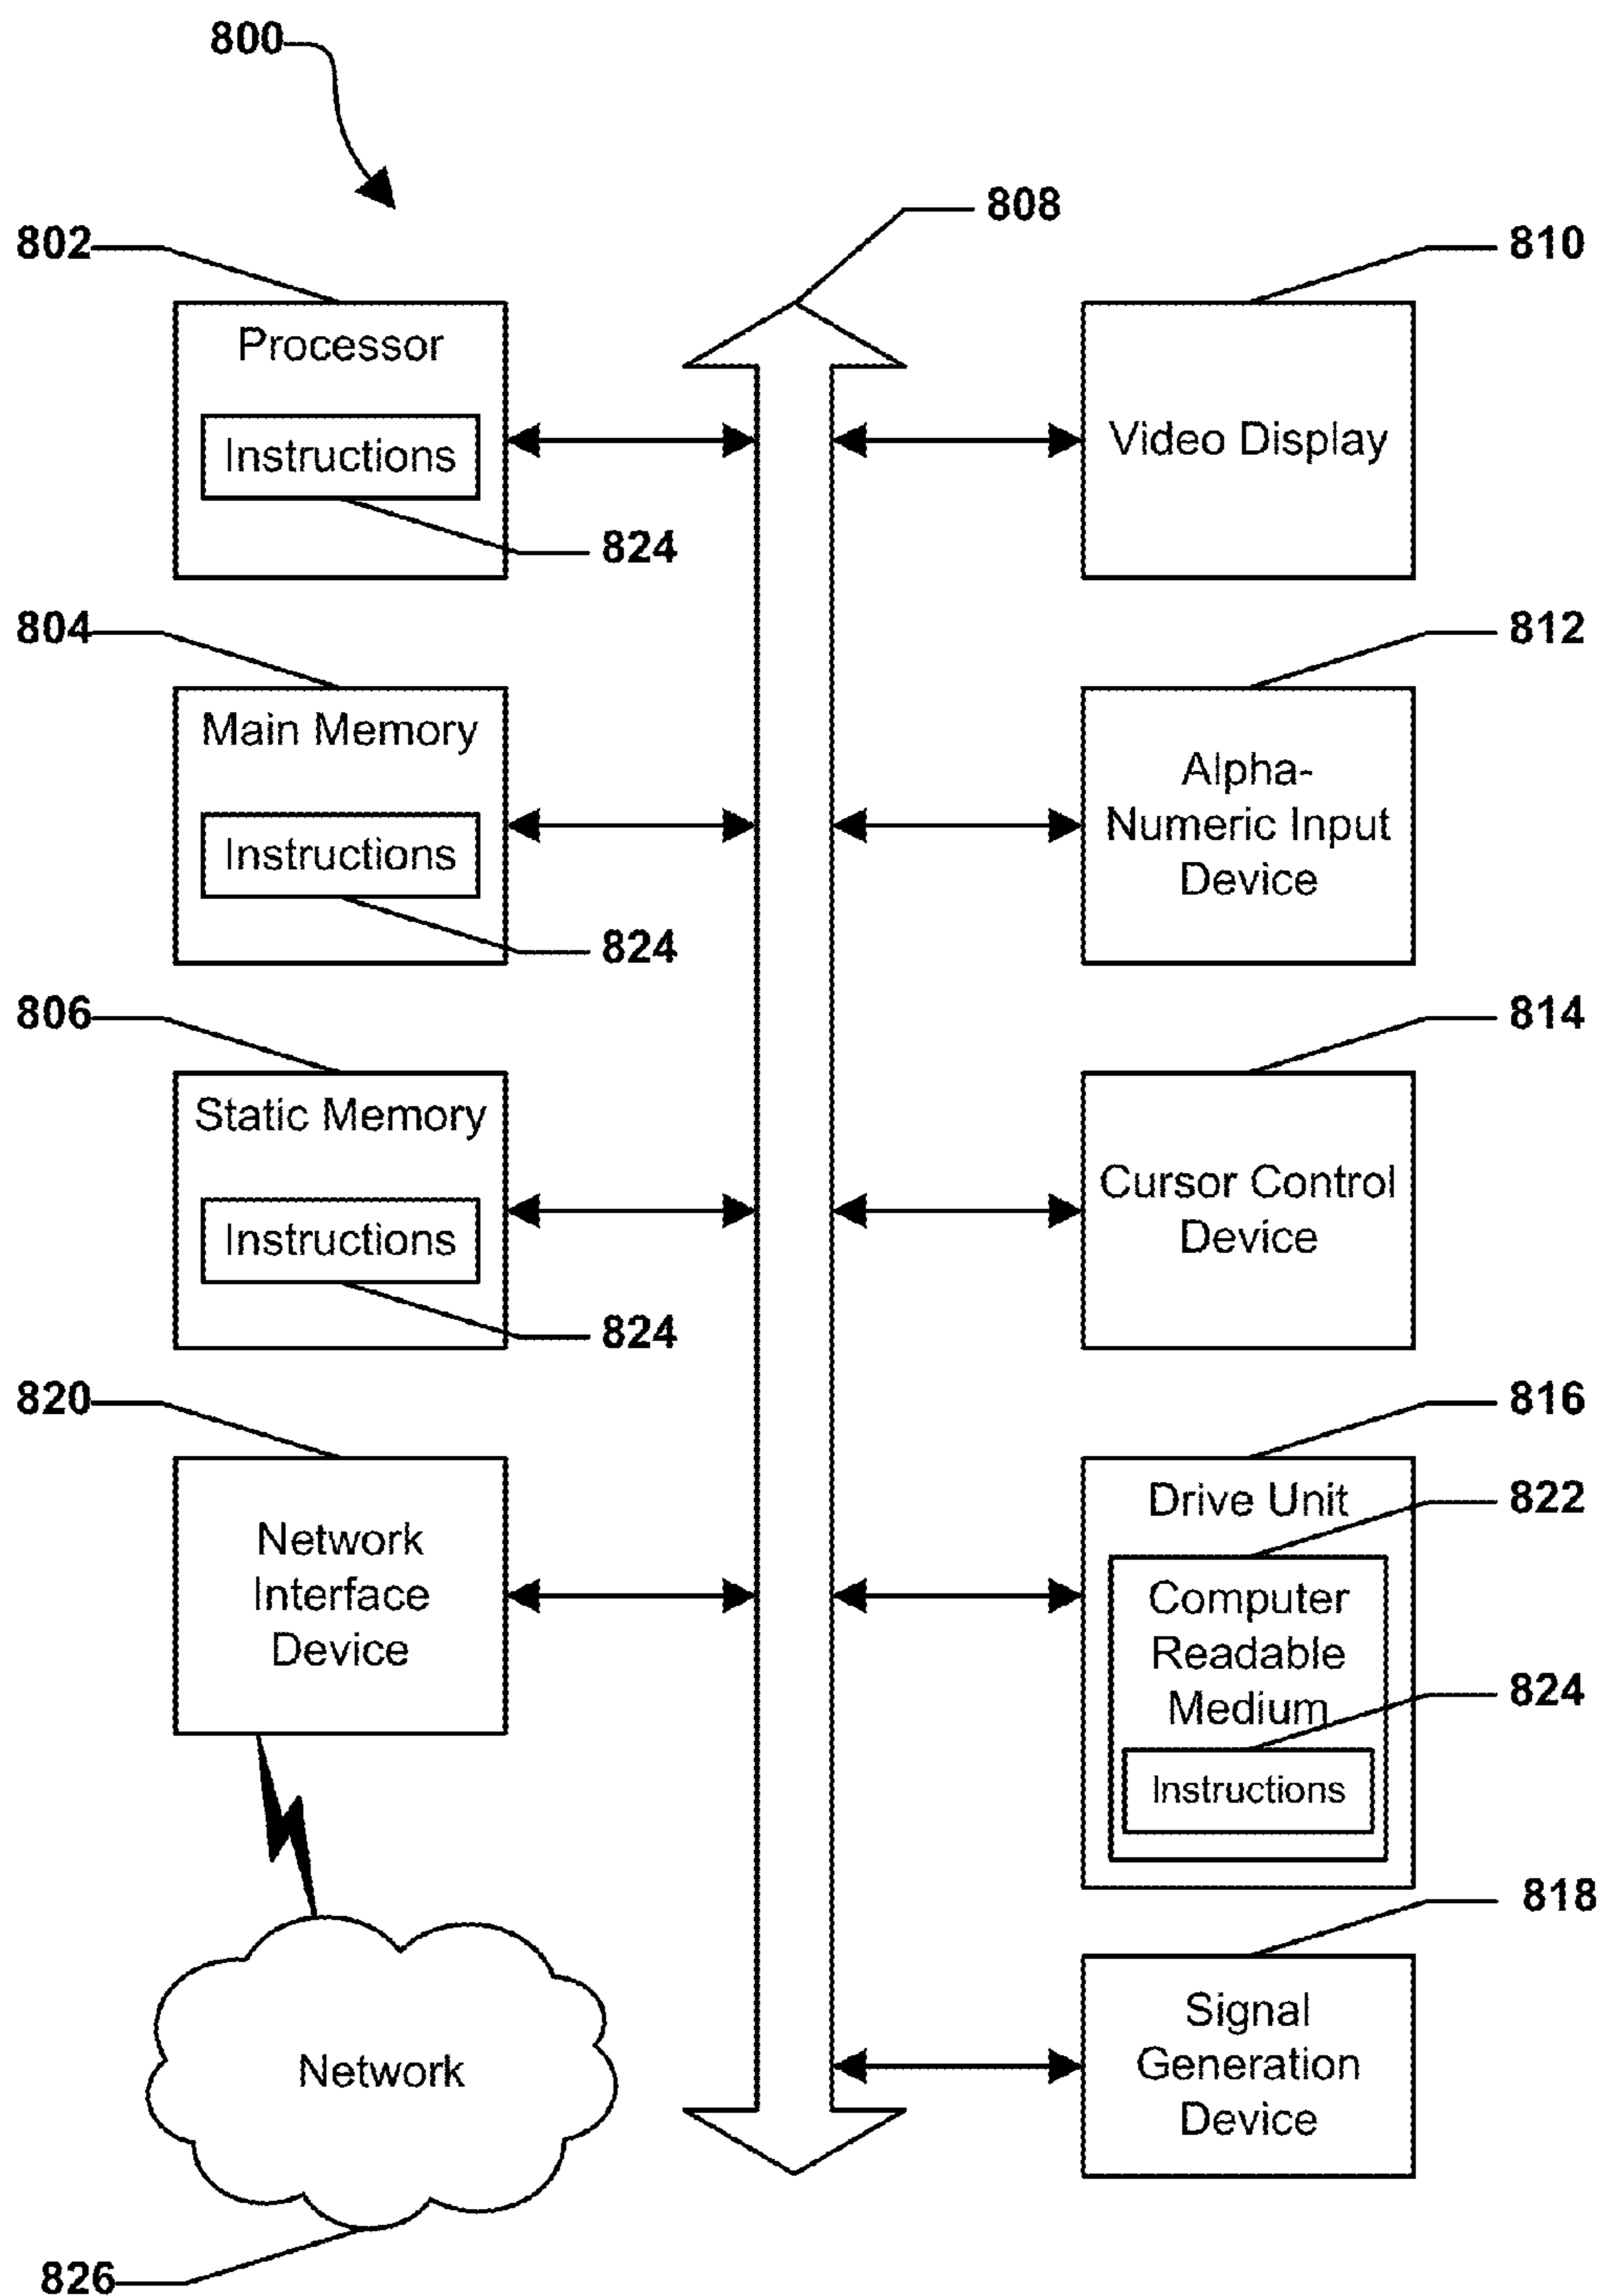 800
808
802
810
Processor
Instructions
824
Video Display
804
812
Main Memory
Instructions
824
Alpha-
Numeric Input
Device
806
814
Static Memory
Instructions
824
Cursor Control
Device
820
816
Network
Interface
Device
Drive Unit
822
Computer
Readable
Medium
824
Instructions
818
Signal
Generation
Device
Network
826